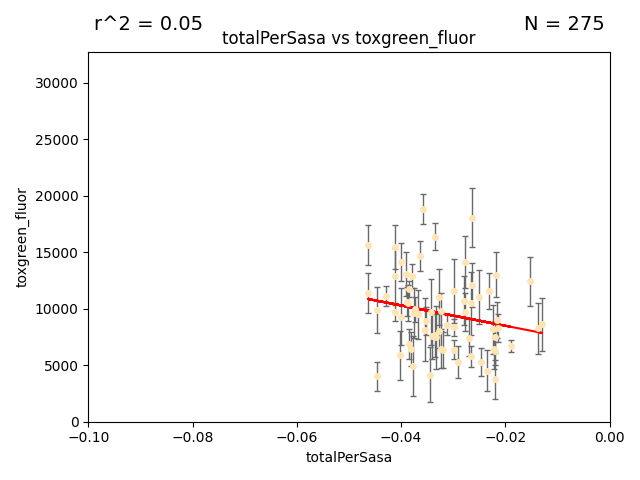 r^2 = 0.05
N = 275
totalPerSasa vs toxgreen_fluor
30000
25000
20000
15000
10000
5000
0
toxgreen_fluor
−0.10
−0.08
−0.06
−0.04
−0.02
0.00
totalPerSasa